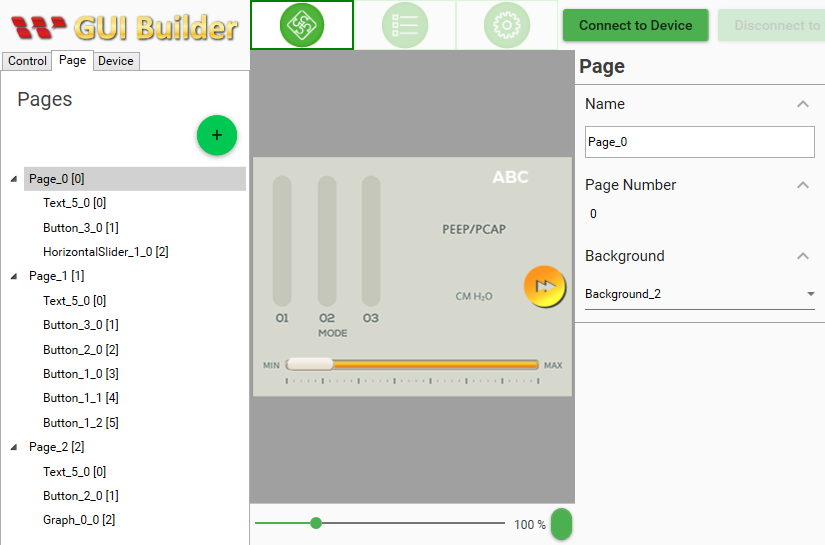 GUI Builder
Connect to Device
Disconnect to
Control
Page
Device
Pages
+
Page_0 [0]
Text_5_0 [0]
Button_3_0 [1]
HorizontalSlider_1_0 [2]
Page_1 [1]
Text_5_0 [0]
Button_3_0 [1]
Button_2_0 [2]
Button_1_0 [3]
Button_1_1 [4]
Button_1_2 [5]
Page_2 [2]
Text_5_0 [0]
Button_2_0 [1]
Graph_0_0 [2]
ABC
PEEP/PCAP
CM H2O
01 02 03
MODE
MIN MAX
100 %
Page
Name
Page_0
Page Number
0
Background
Background_2